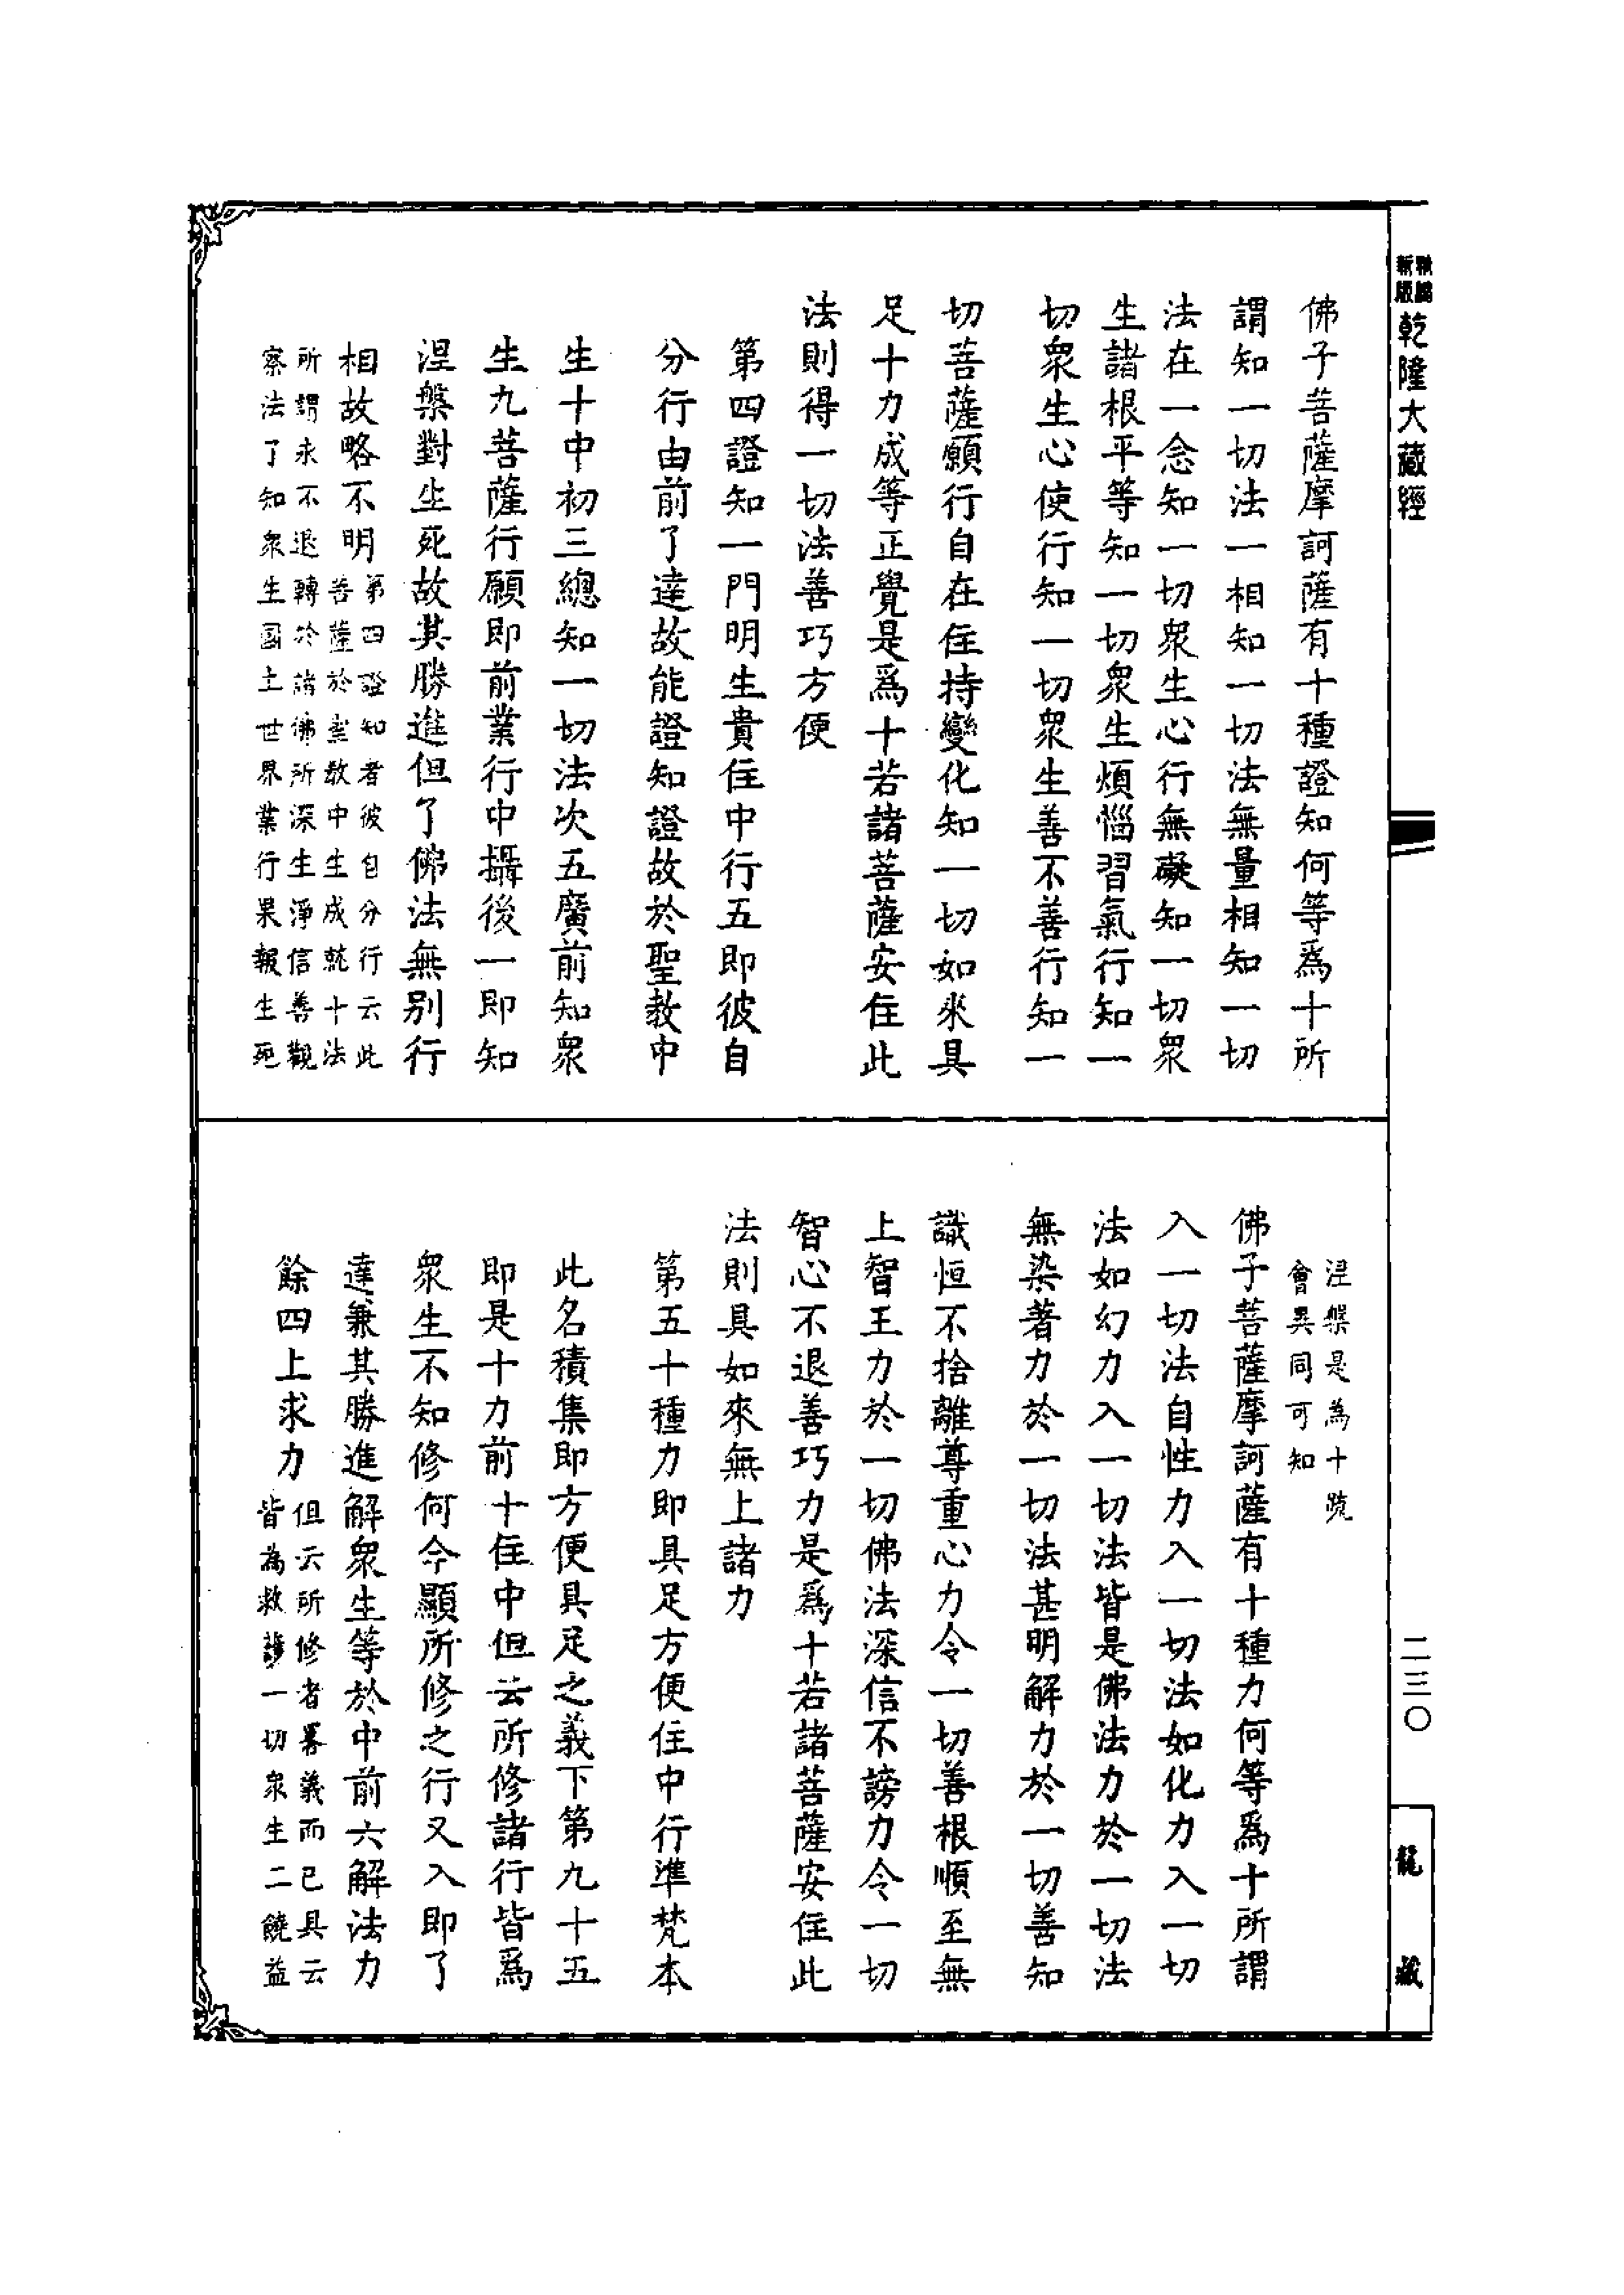 佛子菩薩摩訶薩有十種證知何等爲十所
謂知一切法一相知一切法無量相知一切
法在一念知一切眾生心行無礙知一切眾
生諸根平等知一切眾生煩惱習氣行知一
切眾生心使行知一切眾生善不善行知一
切菩薩願行自在住持變化知一切如來具
足十力成等正覺是爲十若諸菩薩安住此
法則得一切法善巧方便
第四證知一門明生貴住中行五即彼自
分行由前了達故能證知證故於聖教中
生十中初三總知一切法次五廣前知眾
生九菩薩行願即前業行中攝後一即知
涅槃對生死故其勝進但了佛法無別行
相故略不明
第四證知者彼自分行云此
菩薩於聖教中生成就十法
所謂永不退轉於諸佛所深生淨信善觀
察法了知眾生國土世界業行果報生死
涅槃是為十疏
會異同可知
佛子菩薩摩訶薩有十種力何等爲十所謂
入一切法自性力入一切法如化力入一切
法如幻力入一切法皆是佛法力於一切法
無染著力於一切法甚明解力於一切善知
識恒不捨離尊重心力令一切善根順至無
上智王力於一切佛法深信不謗力令一切
智心不退善巧力是爲十若諸菩薩安住此
法則具如來無上諸力
第五十種力即具足方便住中行準梵本
此名積集即方便具足之義下第九十五
即是十力前十住中但云所修諸行皆爲
眾生不知修何今顯所修之行又入即了
達兼其勝進解眾生等於中前六解法力
餘四上求力
但云所修者畧義而已具云
皆為救護一切眾生二饒益
乾隆大藏經
二三〇
龍藏